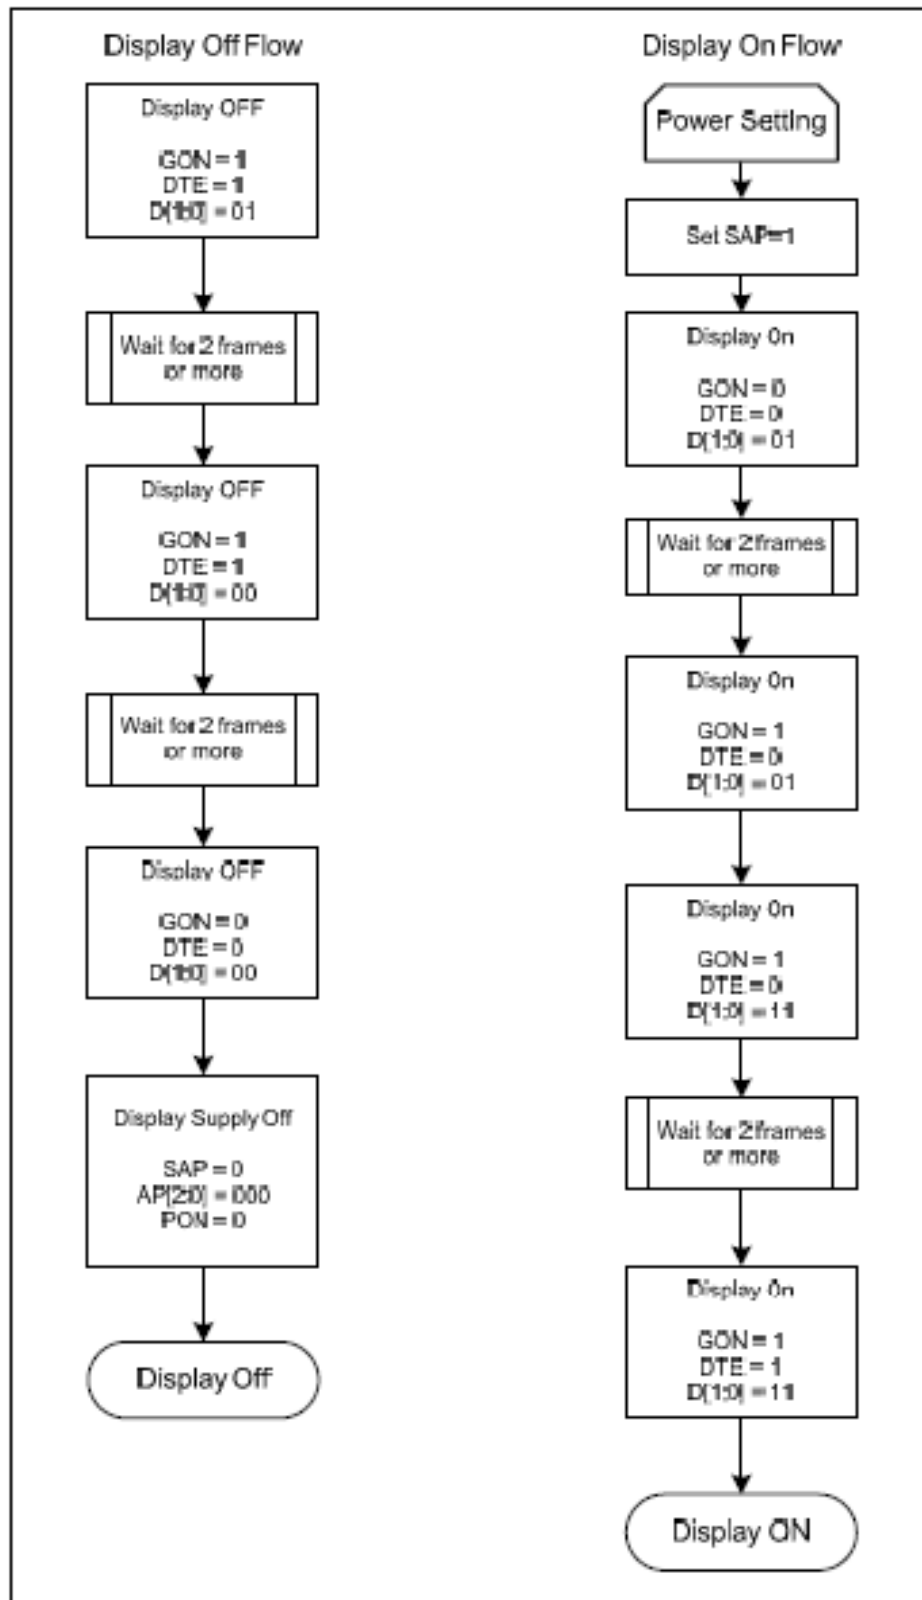 Display Off Flow
Display OFF
GON = 1
DTE = 1
D[1:0] = 01
Wait for 2 frames
or more
Display OFF
GON = 1
DTE = 1
D[1:0] = 00
Wait for 2 frames
or more
Display OFF
GON = 0
DTE = 0
D[1:0] = 00
Display Supply Off
SAP = 0
AP[2:0] = 000
PON = 0
Display Off
Display On Flow
Power Setting
Set SAP=1
Display On
GON = 0
DTE = 0
D[1:0] = 01
Wait for 2 frames
or more
Display On
GON = 1
DTE = 0
D[1:0] = 01
Display On
GON = 1
DTE = 0
D[1:0] = 11
Wait for 2 frames
or more
Display On
GON = 1
DTE = 1
D[1:0] = 11
Display ON